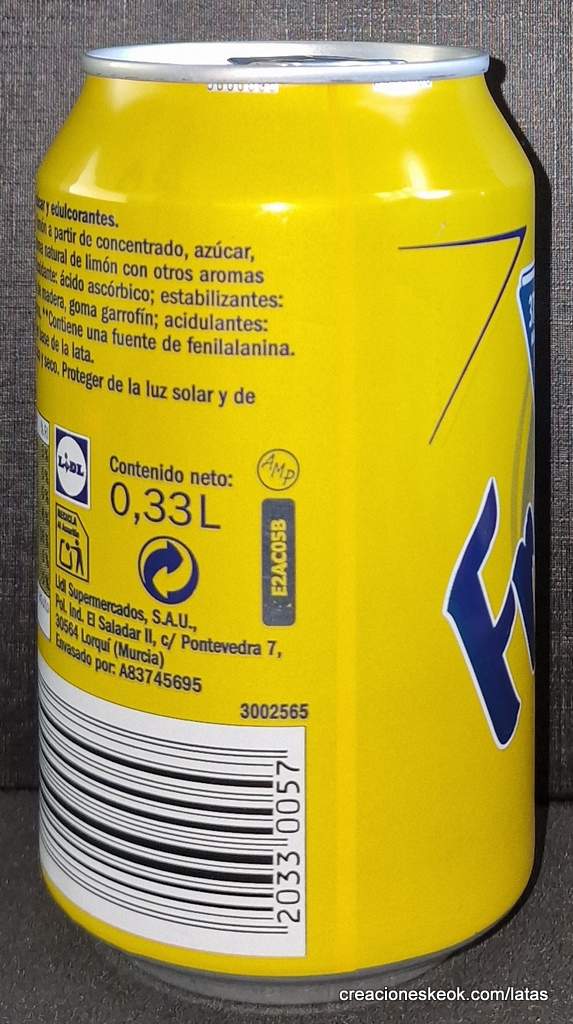 y edulcorantes.
a partir de concentrado, azúcar,
natural de limón con otros aromas
ácido ascórbico; estabilizantes:
madera, goma garrofín; acidulantes:
**Contiene una fuente de fenilalanina.
de la lata.
y seco. Proteger de la luz solar y de
LIDL
Contenido neto:
0,33L
AMP
E2AC05B
RECICLA
al Amarillo
Lidl Supermercados, S.A.U.,
Pol. Ind. El Saladar II, c/ Pontevedra 7,
30564 Lorquí (Murcia)
Envasado por: A83745695
3002565
2033 0057
creacioneskeok.com/latas